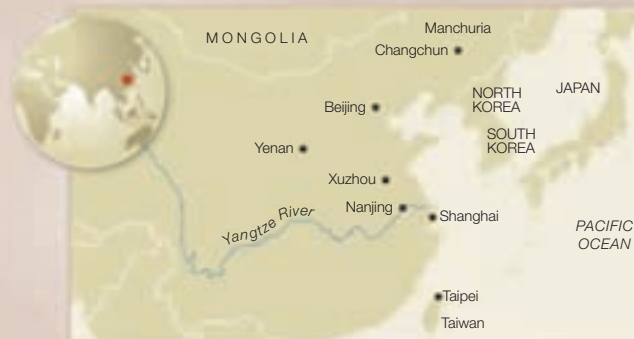 Manchuria
MONGOLIA
Changchun
JAPAN
NORTH
KOREA
Beijing
SOUTH
KOREA
Yenan
Xuzhou
Nanjing
Yangtze River
Shanghai
PACIFIC
OCEAN
Taipei
Taiwan